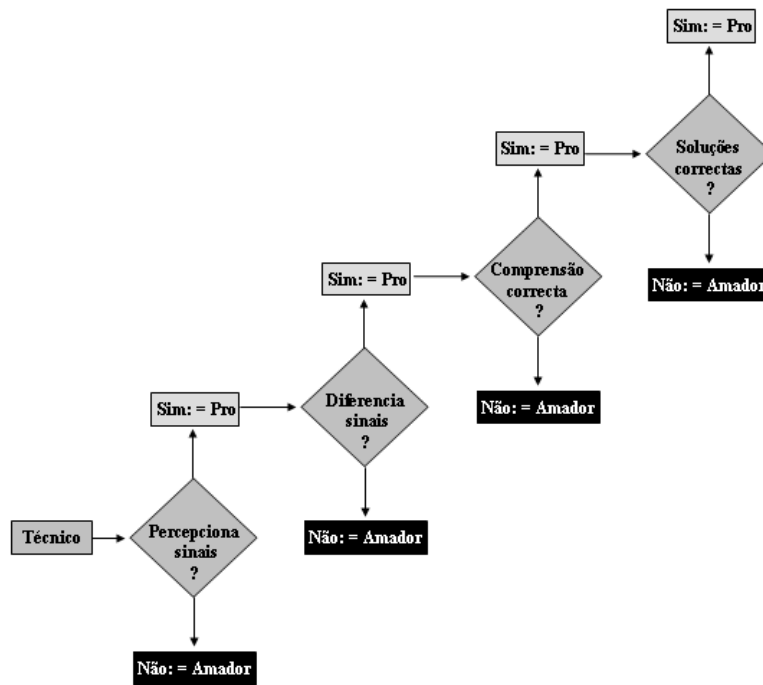 Sim: = Pro
Soluções
correctas
?
Sim: = Pro
Não: = Amador
Comprensão
correcta
?
Sim: = Pro
Não: = Amador
Diferencia
sinais
?
Sim: = Pro
Não: = Amador
Técnico
Percepciona
sinais
?
Não: = Amador